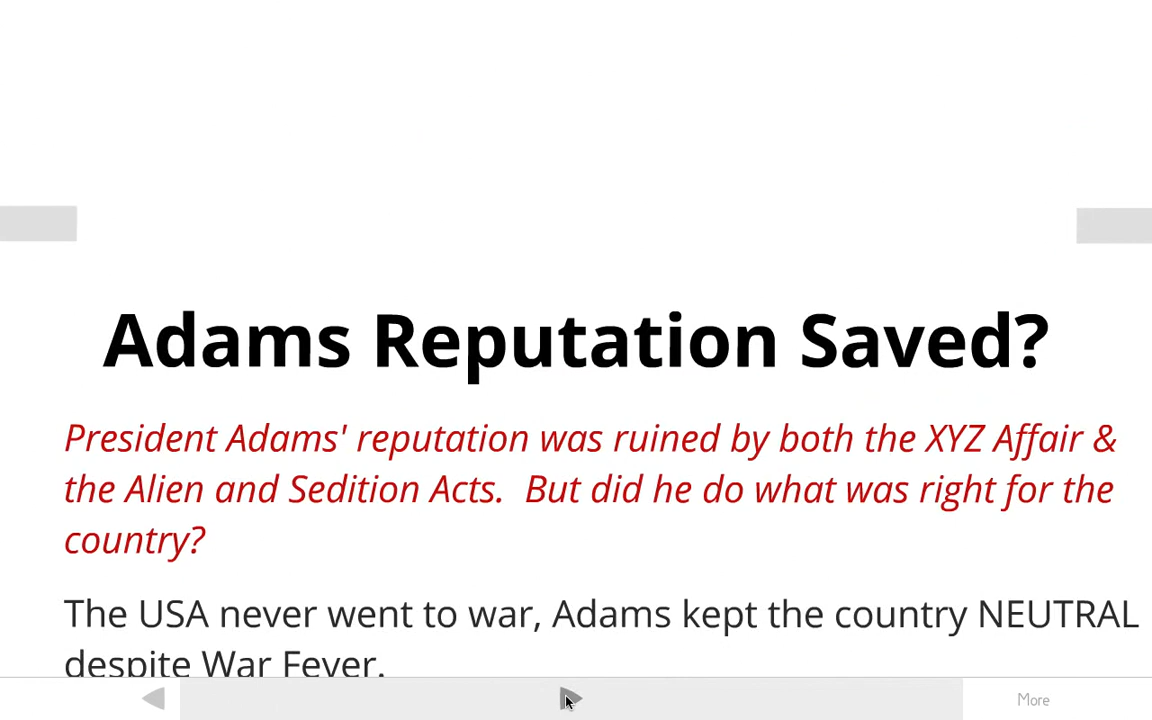 Adams Reputation Saved?
President Adams' reputation was ruined by both the XYZ Affair &
the Alien and Sedition Acts.  But did he do what was right for the
country?
The USA never went to war, Adams kept the country NEUTRAL
despite War Fever.
More